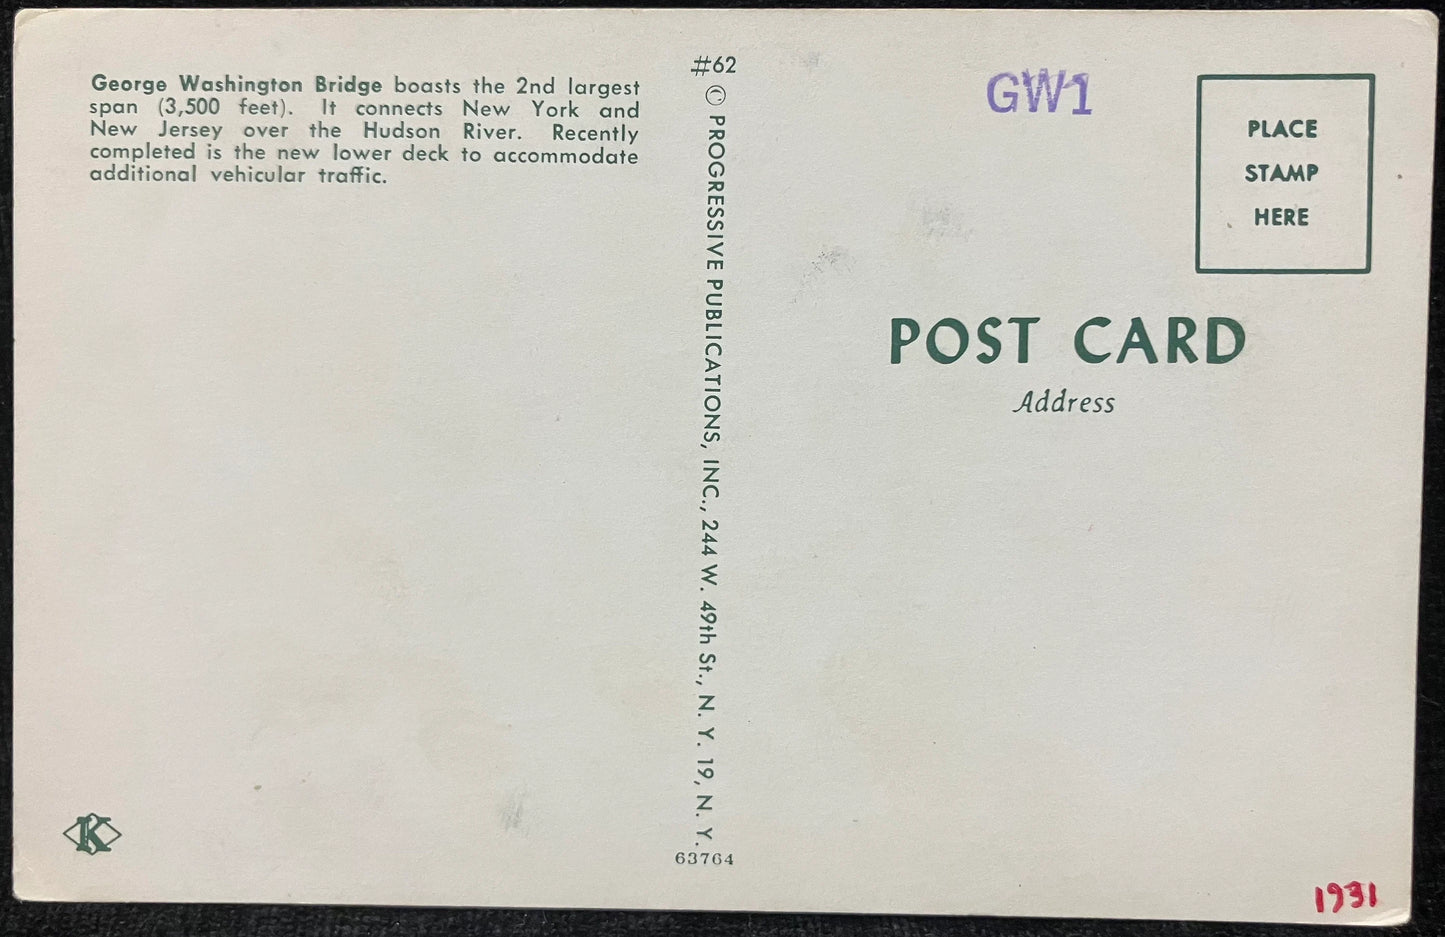 George Washington Bridge boasts the 2nd largest
span (3,500 feet). It connects New York and
New Jersey over the Hudson River. Recently
completed is the new lower deck to accommodate
additional vehicular traffic.
K
#62
© PROGRESSIVE PUBLICATIONS, INC., 244 W. 49th St., N. Y. 19, N. Y.
63764
GW1
PLACE
STAMP
HERE
POST CARD
Address
1931